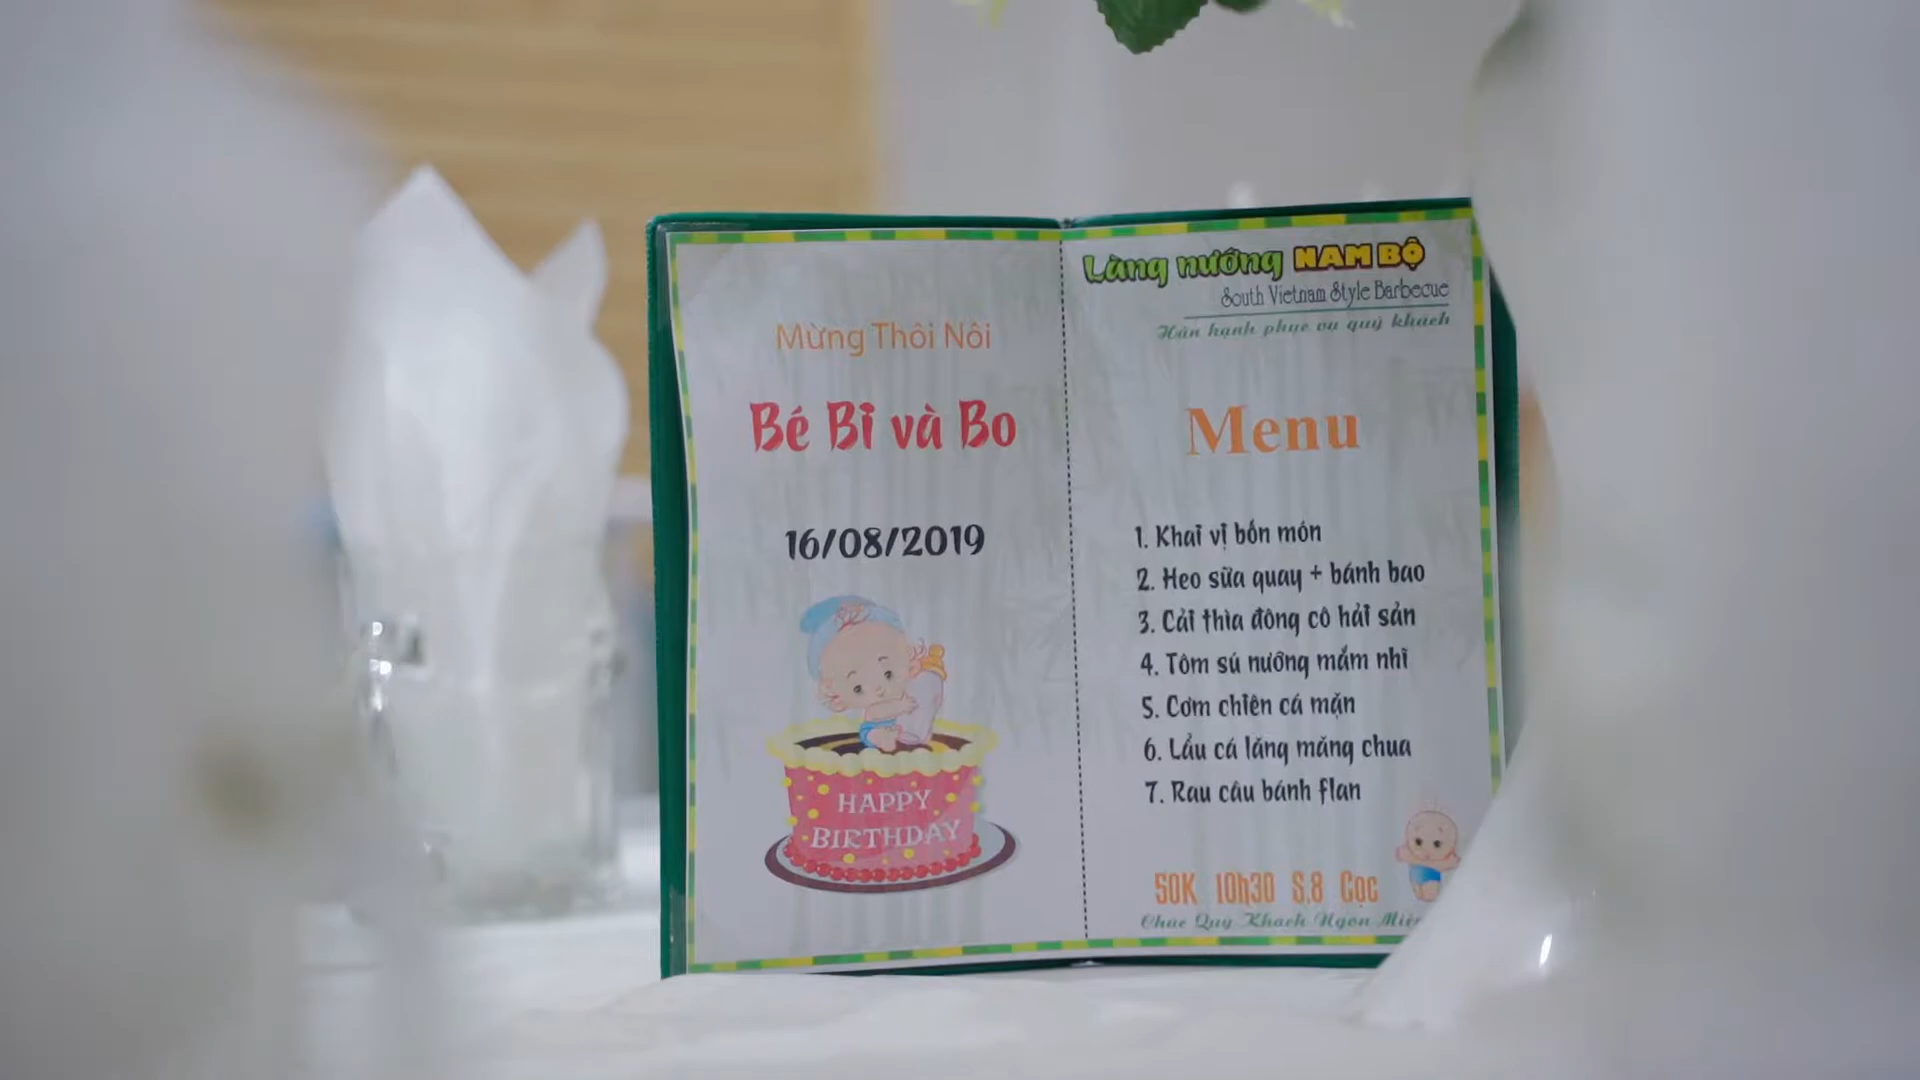 Mừng Thôi Nôi
Bé Bi và Bo
16/08/2019
HAPPY
BIRTHDAY
Làng nướng NAM BỘ
South Vietnam Style Barbecue
Hân hạnh phục vụ quý khách
Menu
1. Khai vị bốn món
2. Heo sữa quay + bánh bao
3. Cải thìa đông cô hải sản
4. Tôm sú nướng mắm nhĩ
5. Cơm chiên cá mặn
6. Lẩu cá lăng măng chua
7. Rau câu bánh flan
50K 10h30 S.8 Cọc
Chúc Quý Khách Ngon